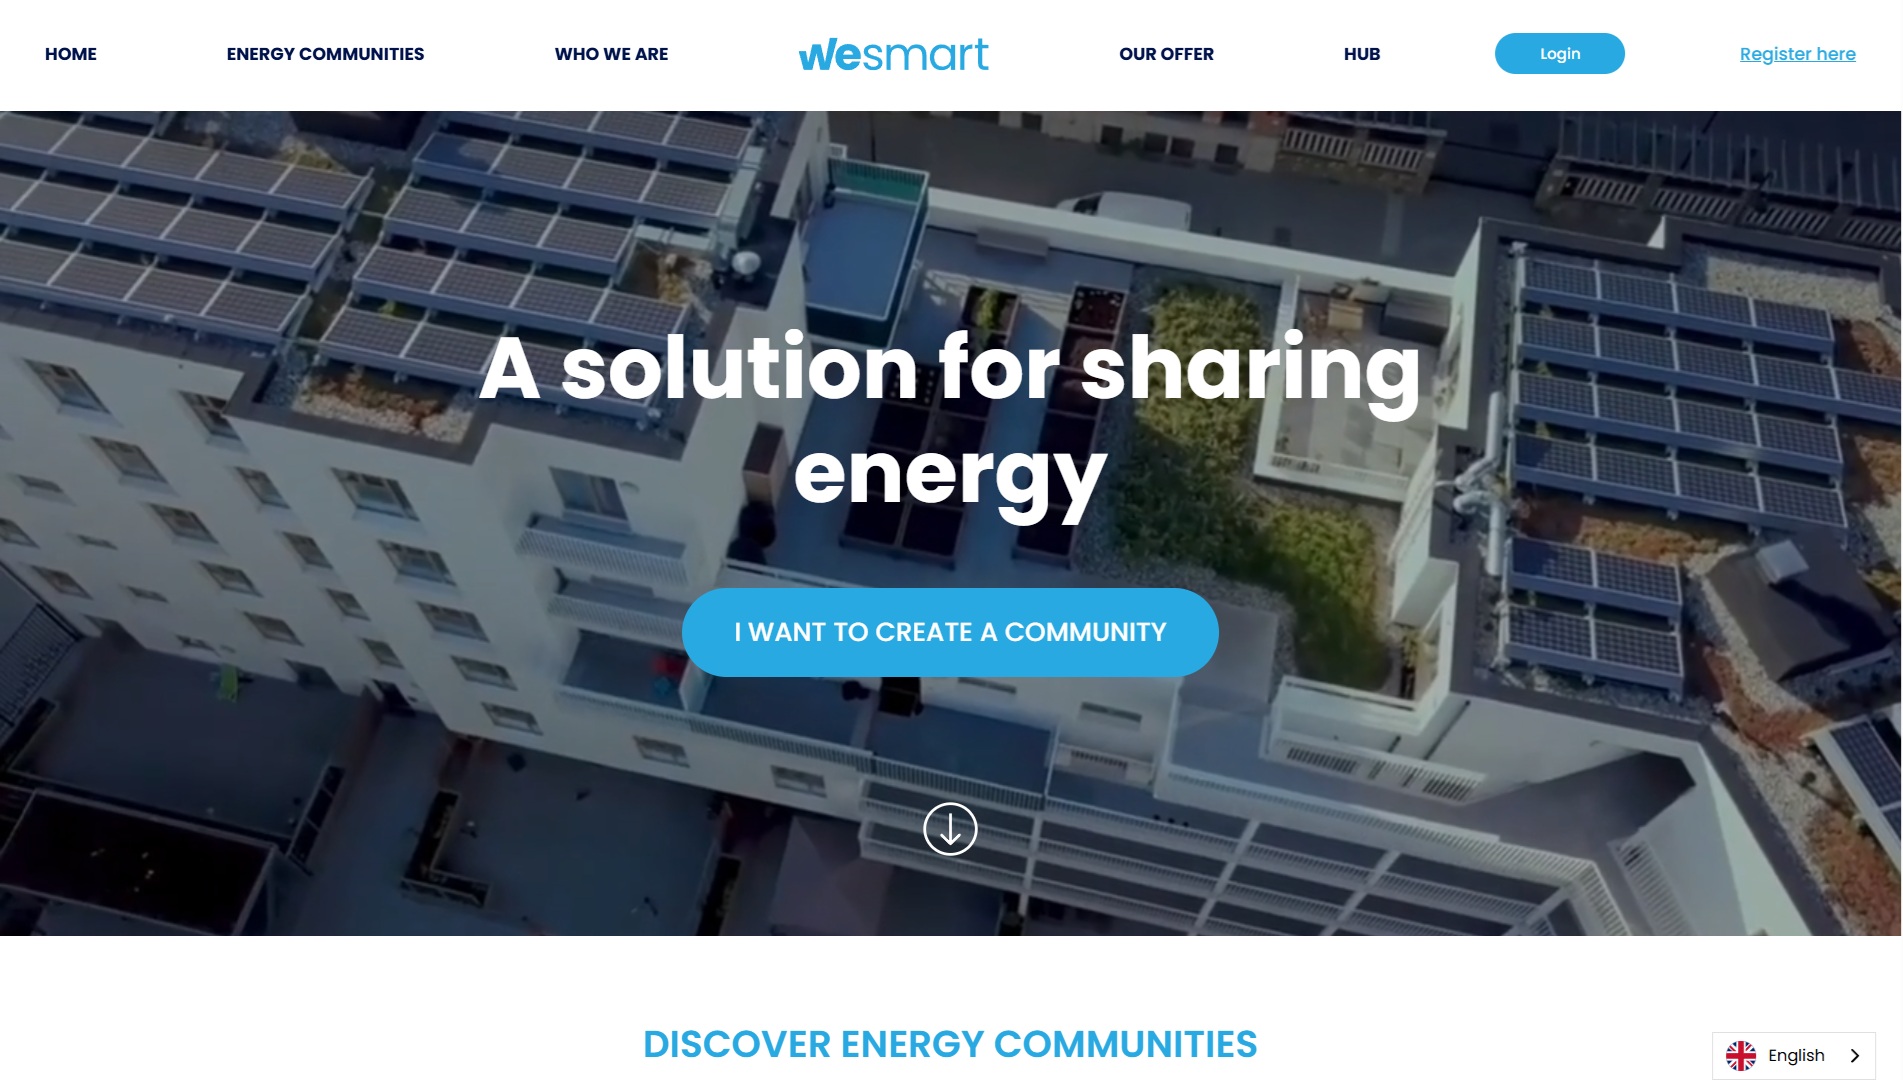 HOME
ENERGY COMMUNITIES
WHO WE ARE
wesmart
OUR OFFER
HUB
Login
Register here
A solution for sharing
energy
I WANT TO CREATE A COMMUNITY
DISCOVER ENERGY COMMUNITIES
English